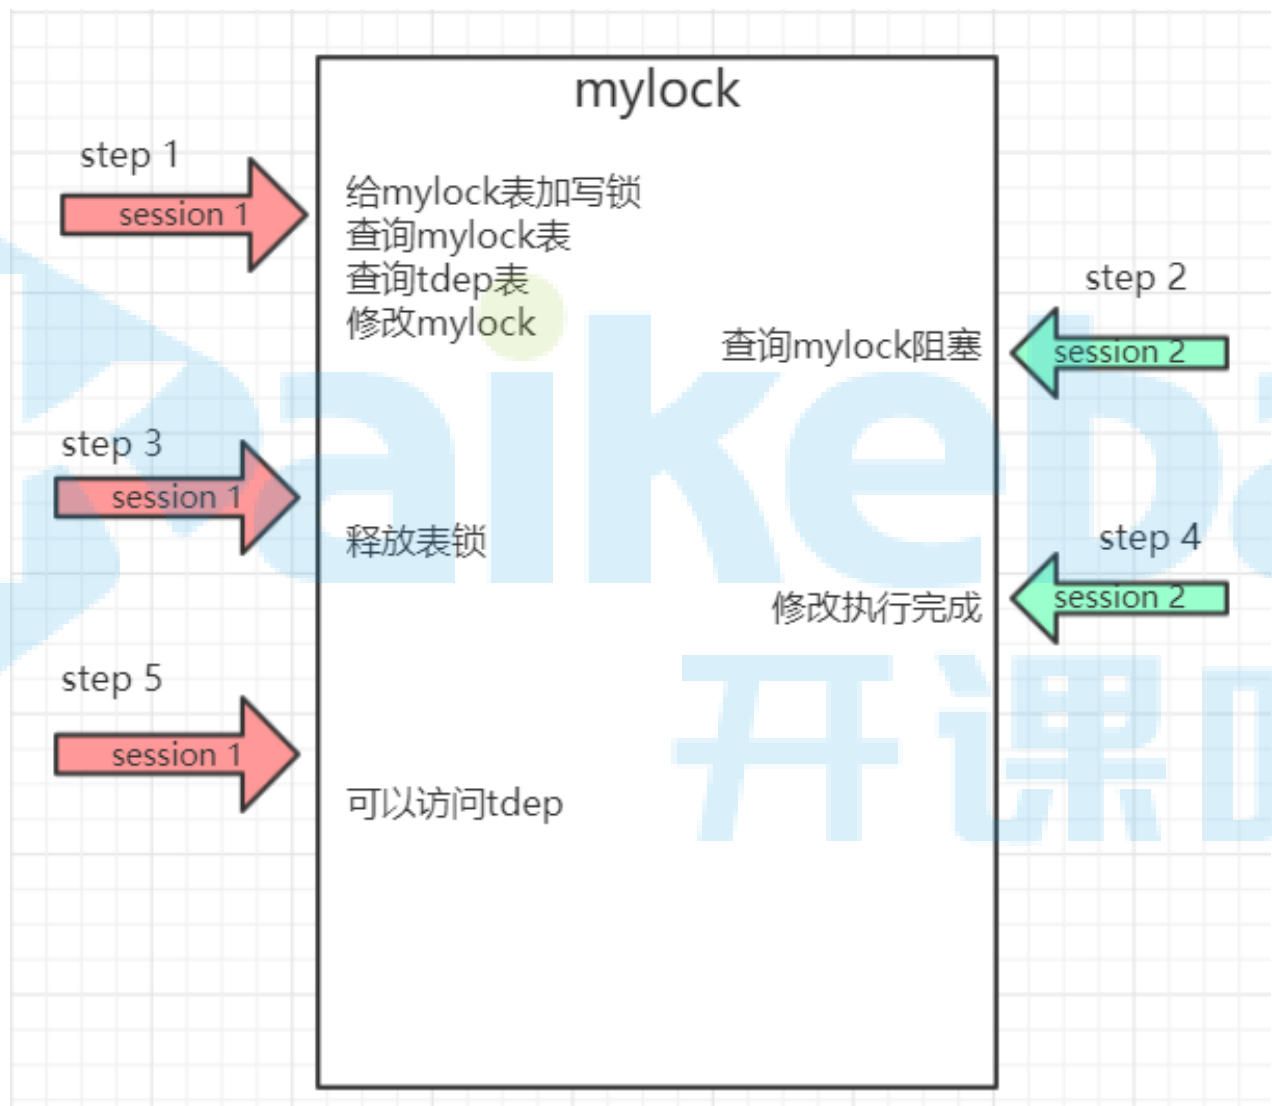 mylock
step 1
session 1
给mylock表加写锁
查询mylock表
查询tdep表
修改mylock
step 2
session 2
查询mylock阻塞
step 3
session 1
释放表锁
step 4
session 2
修改执行完成
step 5
session 1
可以访问tdep
aikeba
开课吧